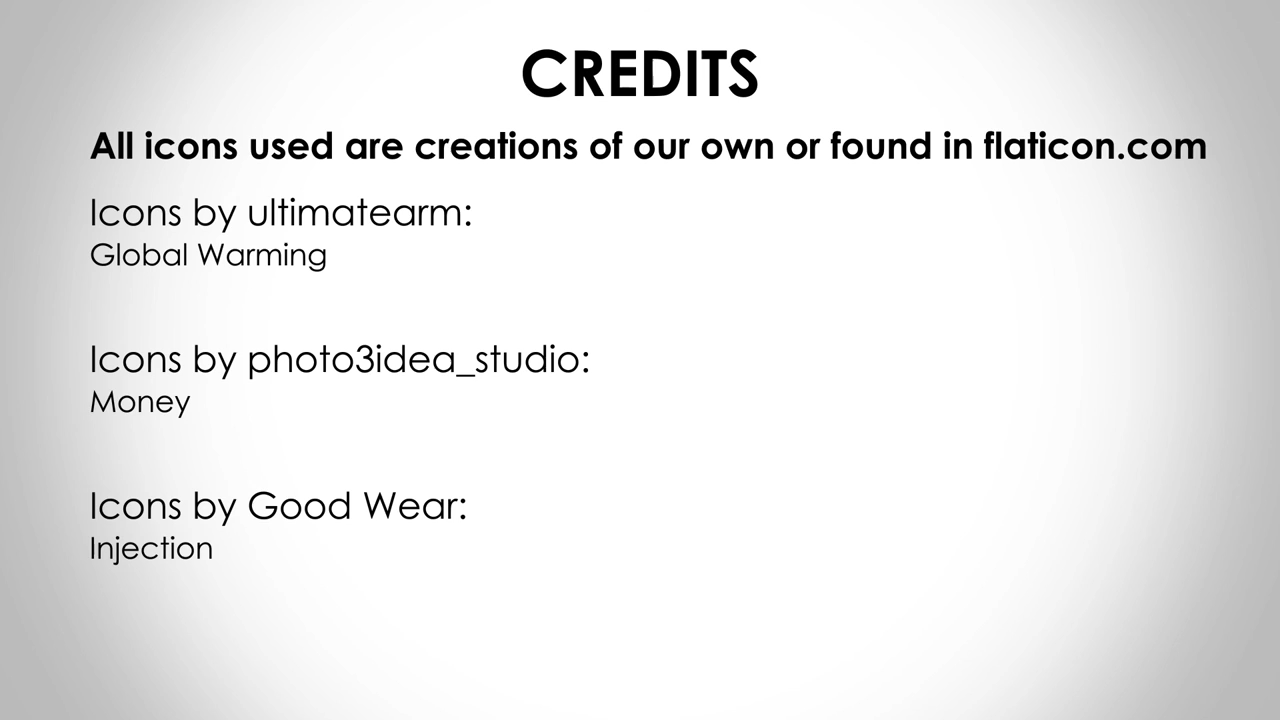 CREDITS
All icons used are creations of our own or found in flaticon.com
Icons by ultimatearm:
Global Warming
Icons by photo3idea_studio:
Money
Icons by Good Wear:
Injection